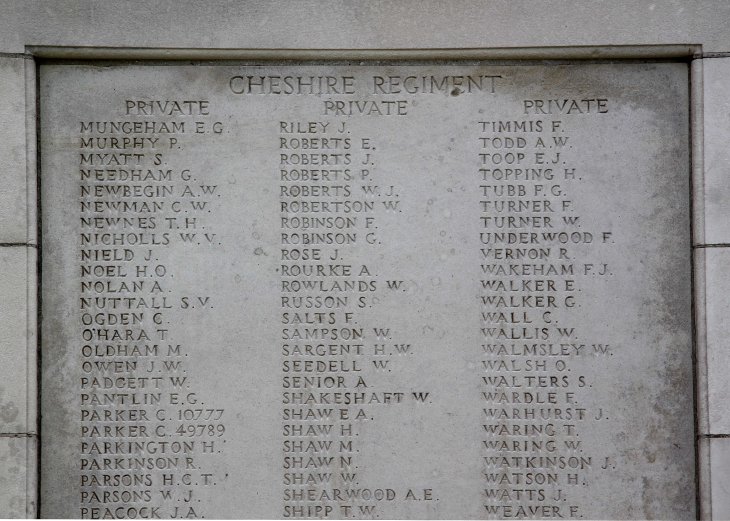 CHESHIRE REGIMENT
PRIVATE
MUNGEHAM E.G.
MURPHY P.
MYATT S.
NEEDHAM G.
NEWBEGIN A.W.
NEWMAN C.W.
NEWNES T.H.
NICHOLLS W.V.
NIELD J.
NOEL H.O.
NOLAN A.
NUTTALL S.V.
OGDEN C.
O'HARA T.
OLDHAM M.
OWEN J.W.
PADGETT W.
PANTLIN E.G.
PARKER C. 10777
PARKER C. 49789
PARKINGTON H.
PARKINSON R.
PARSONS H.C.T.
PARSONS W.J.
PEACOCK J.A.
PRIVATE
RILEY J.
ROBERTS E.
ROBERTS J.
ROBERTS P.
ROBERTS W.J.
ROBERTSON W.
ROBINSON F.
ROBINSON G.
ROSE J.
ROURKE A.
ROWLANDS W.
RUSSON S.
SALTS F.
SAMPSON W.
SARGENT H.W.
SEEDELL W.
SENIOR A.
SHAKESHAFT W.
SHAW E.A.
SHAW H.
SHAW M.
SHAW N.
SHAW W.
SHEARWOOD A.E.
SHIPP T.W.
PRIVATE
TIMMIS F.
TODD A.W.
TOOP E.J.
TOPPING H.
TUBB F.G.
TURNER F.
TURNER W.
UNDERWOOD F.
VERNON R.
WAKEHAM F.J.
WALKER E.
WALKER G.
WALL C.
WALLIS W.
WALMSLEY W.
WALSH O.
WALTERS S.
WARDLE F.
WARHURST J.
WARING T.
WARING W.
WATKINSON J.
WATSON H.
WATTS J.
WEAVER F.